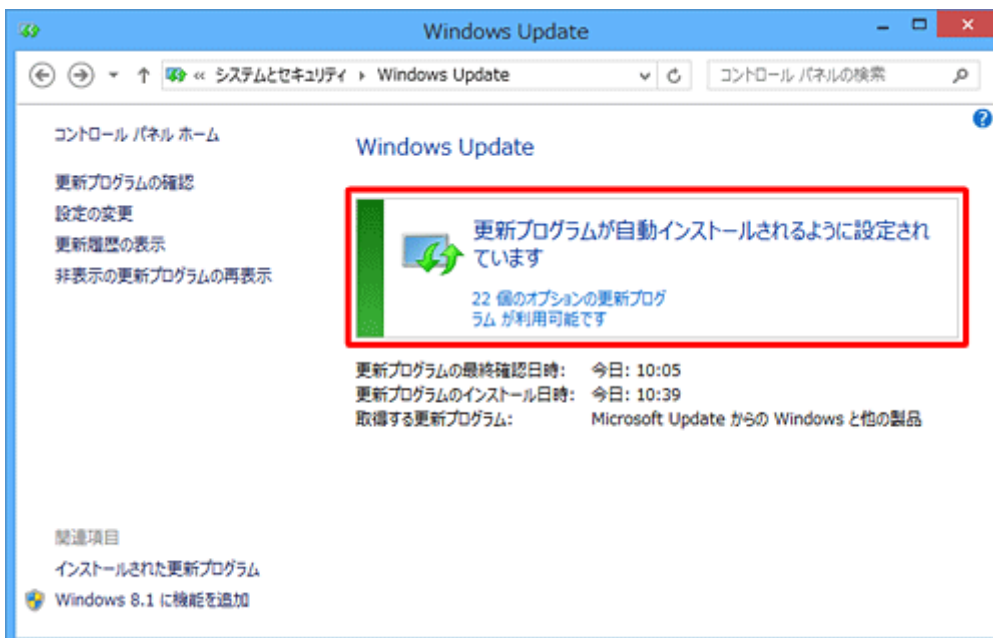 Windows Update
« システムとセキュリティ ▸ Windows Update
コントロール パネルの検索
コントロール パネル ホーム
更新プログラムの確認
設定の変更
更新履歴の表示
非表示の更新プログラムの再表示
Windows Update
更新プログラムが自動インストールされるように設定され
ています
22 個のオプションの更新プログ
ラム が利用可能です
更新プログラムの最終確認日時: 今日: 10:05
更新プログラムのインストール日時: 今日: 10:39
取得する更新プログラム: Microsoft Update からの Windows と他の製品
関連項目
インストールされた更新プログラム
Windows 8.1 に機能を追加